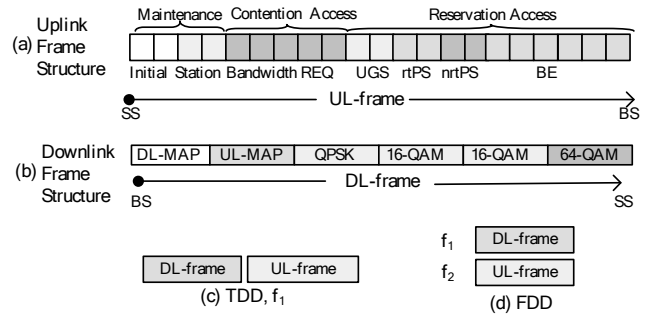 Maintenance Contention Access Reservation Access
(a) Uplink Frame Structure
Initial Station Bandwidth REQ UGS rtPS nrtPS BE
UL-frame
SS BS
(b) Downlink Frame Structure
DL-MAP UL-MAP QPSK 16-QAM 16-QAM 64-QAM
DL-frame
BS SS
DL-frame UL-frame
(c) TDD, f1
f1 DL-frame
f2 UL-frame
(d) FDD